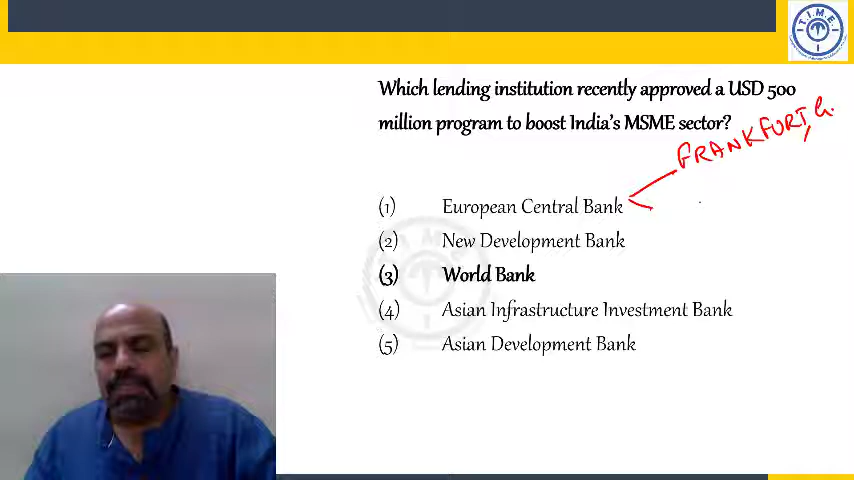 T.I.M.E.
Which lending institution recently approved a USD 500
million program to boost India's MSME sector?
FRANKFURT, G.
(1) European Central Bank
(2) New Development Bank
(3) World Bank
(4) Asian Infrastructure Investment Bank
(5) Asian Development Bank